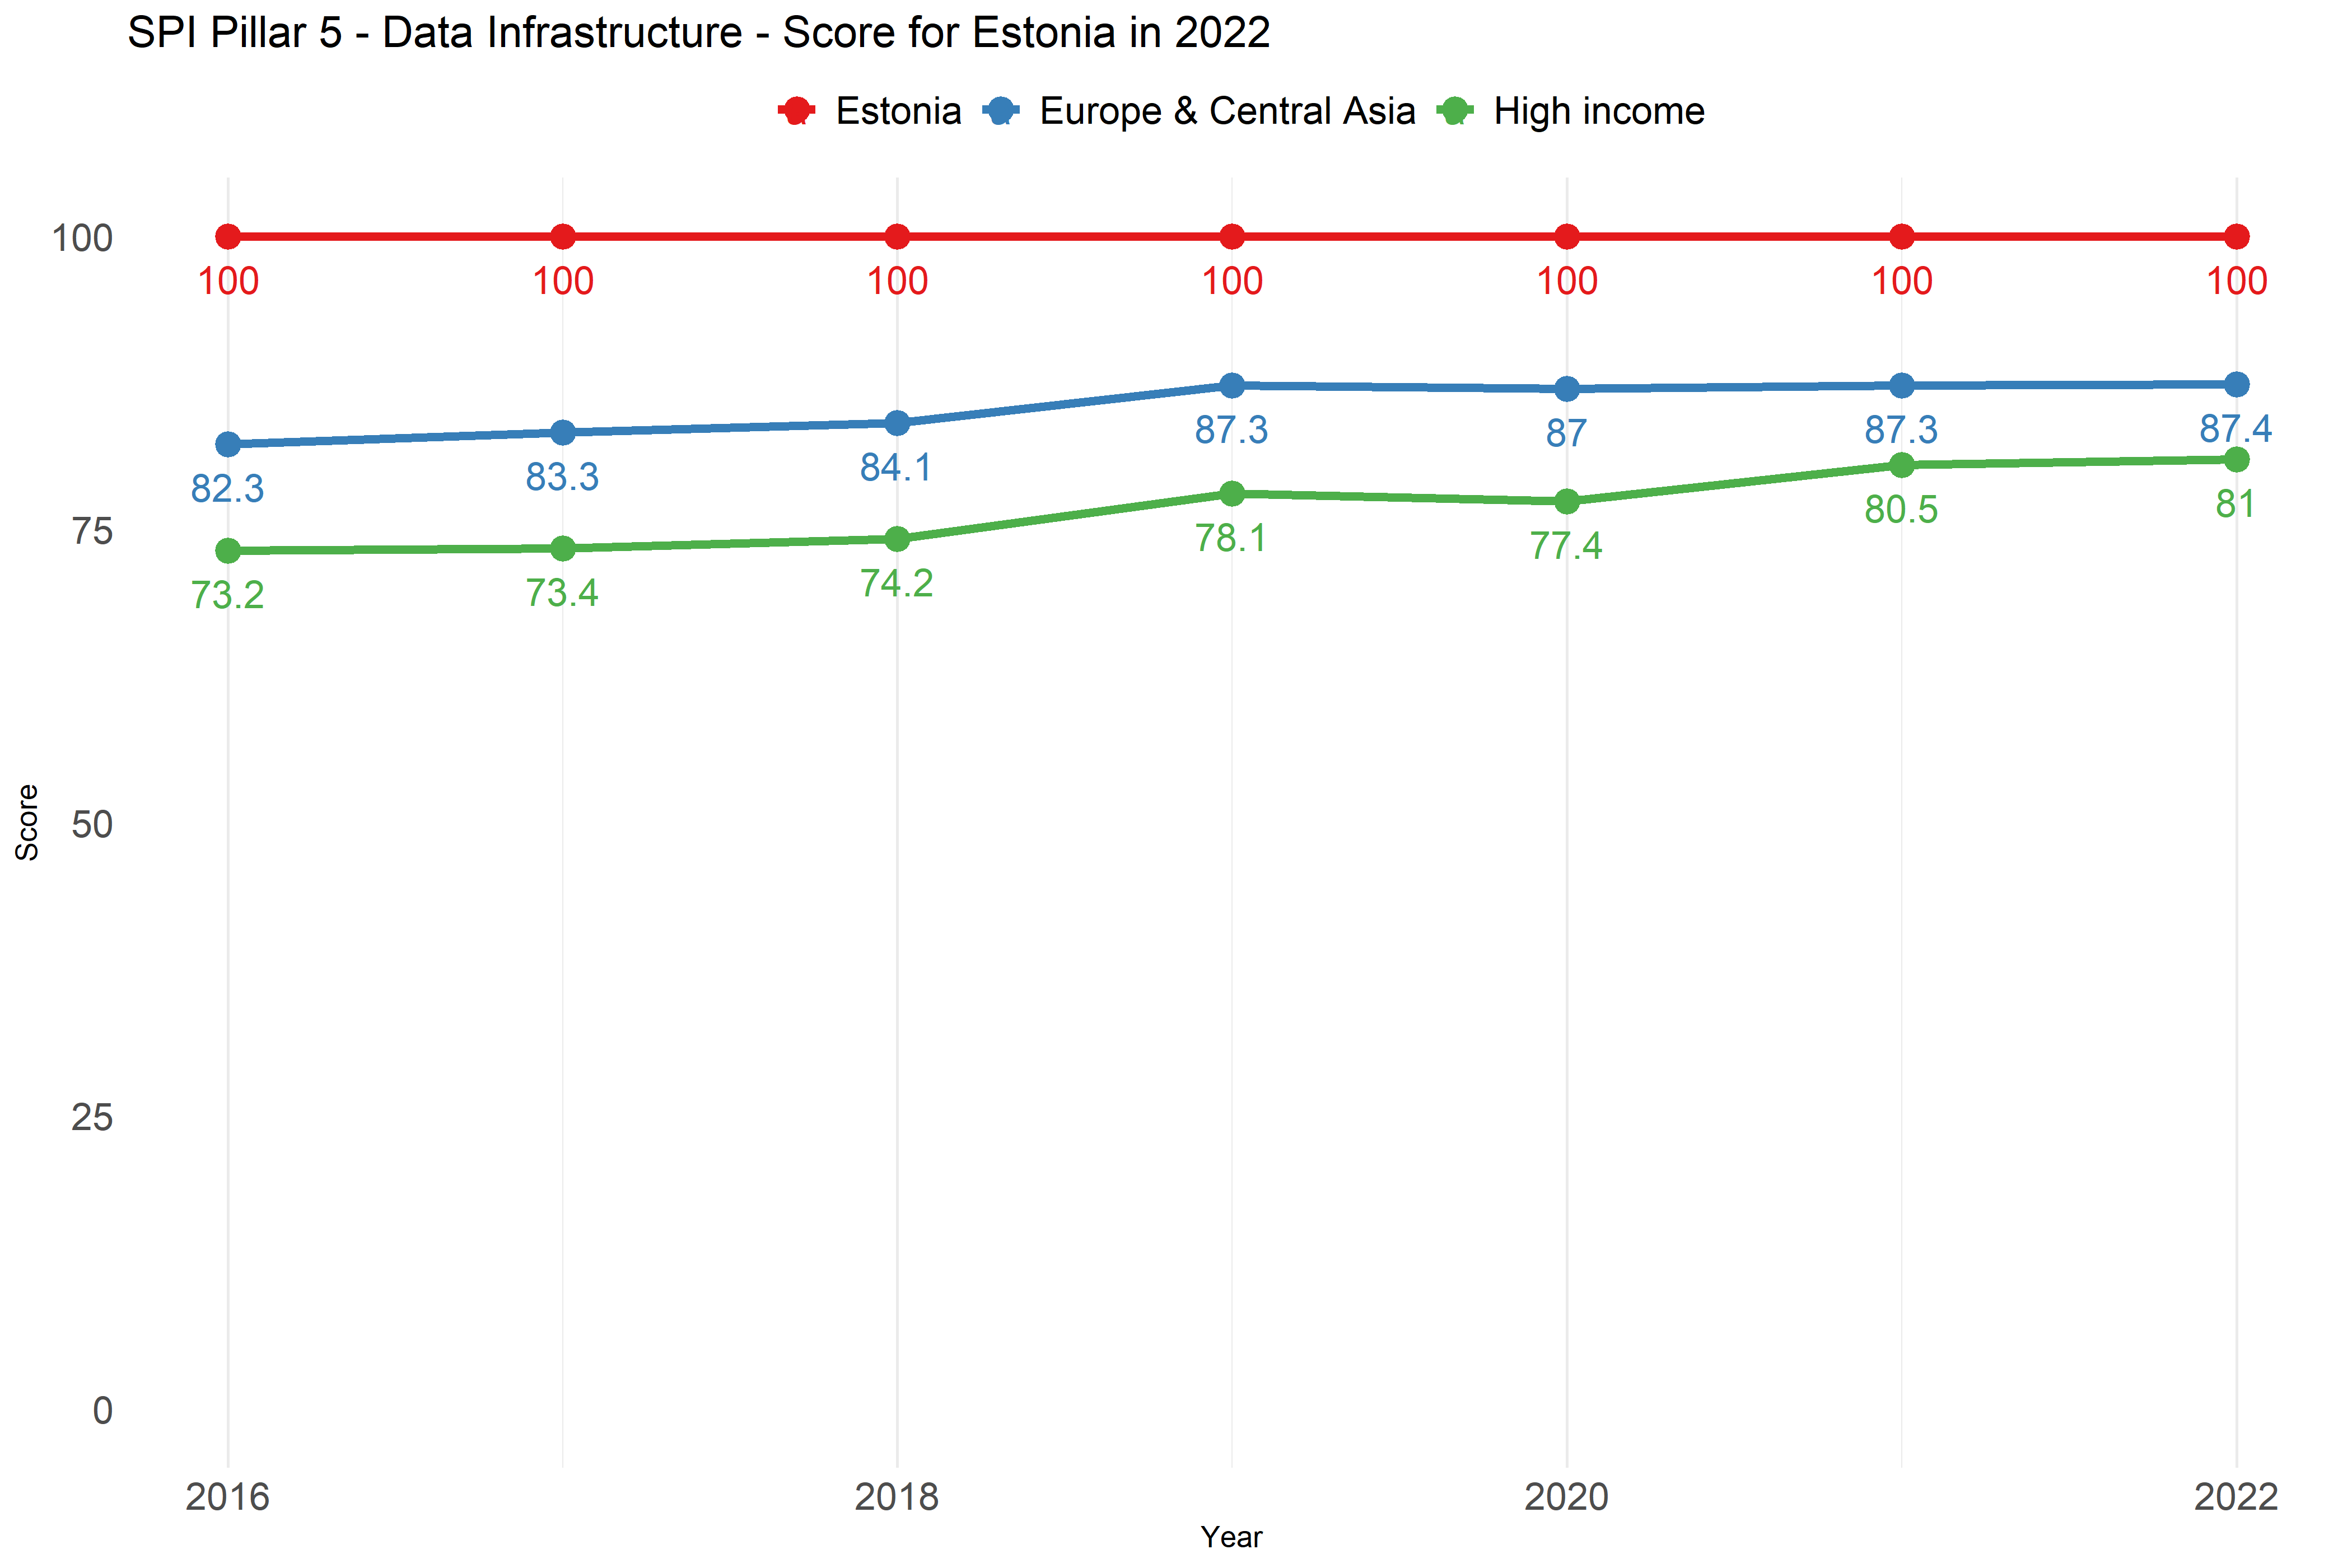 SPI Pillar 5 - Data Infrastructure - Score for Estonia in 2022
Estonia Europe & Central Asia High income
100
100 100 100 100 100 100 100
87.3 87 87.3 87.4
82.3 83.3 84.1
75
78.1 77.4 80.5 81
73.2 73.4 74.2
50
Score
25
0
2016 2018 2020 2022
Year